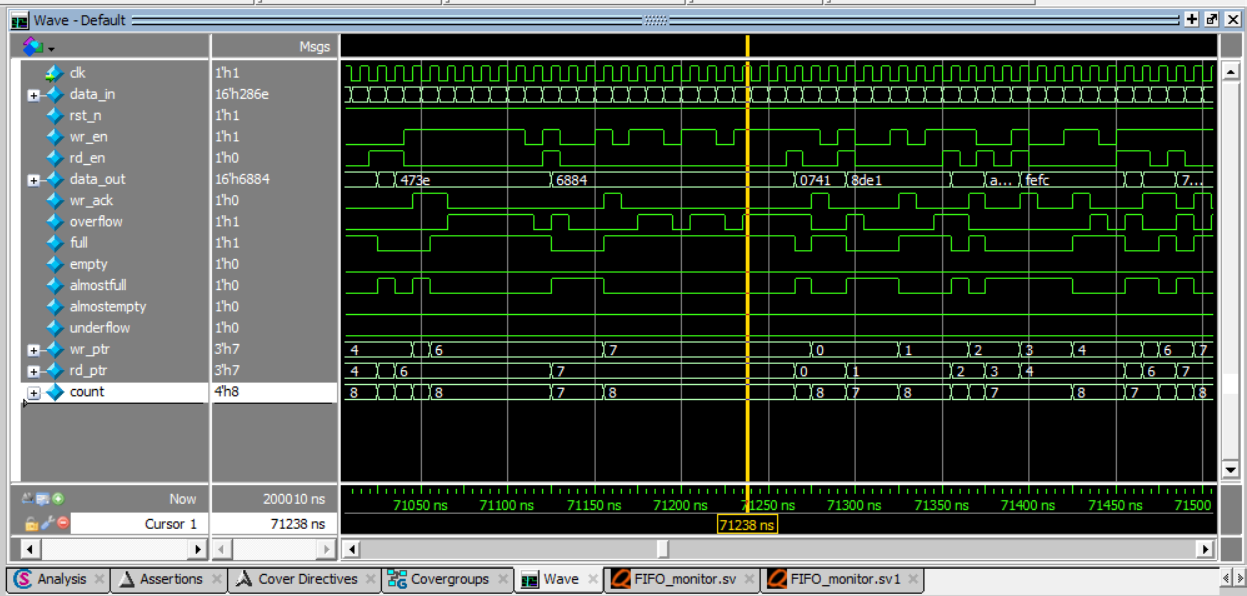 Wave - Default
Msgs
clk 1'h1
data_in 16'h286e
rst_n 1'h1
wr_en 1'h1
rd_en 1'h0
data_out 16'h6884 473e 6884 0741 8de1 a... fefc 7...
wr_ack 1'h0
overflow 1'h1
full 1'h1
empty 1'h0
almostfull 1'h0
almostempty 1'h0
underflow 1'h0
wr_ptr 3'h7 4 6 7 0 1 2 3 4 6 7
rd_ptr 3'h7 4 6 7 0 1 2 3 4 6 7
count 4'h8 8 8 7 8 8 7 8 7 8 7 8
Now 200010 ns
71050 ns 71100 ns 71150 ns 71200 ns 71250 ns 71300 ns 71350 ns 71400 ns 71450 ns 71500
Cursor 1 71238 ns 71238 ns
Analysis Assertions Cover Directives Covergroups Wave FIFO_monitor.sv FIFO_monitor.sv1